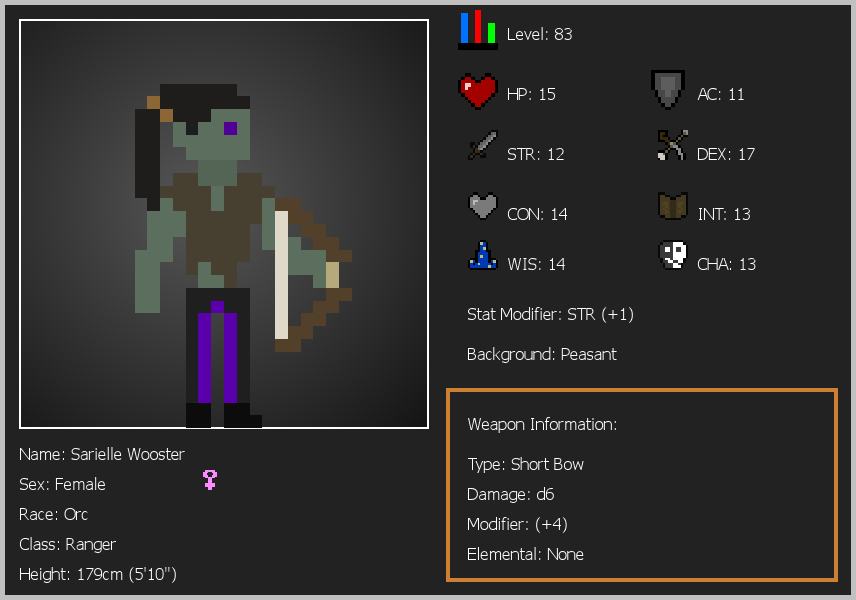 Level: 83
HP: 15
AC: 11
STR: 12
DEX: 17
CON: 14
INT: 13
WIS: 14
CHA: 13
Stat Modifier: STR (+1)
Background: Peasant
Weapon Information:
Type: Short Bow
Damage: d6
Modifier: (+4)
Elemental: None
Name: Sarielle Wooster
Sex: Female
Race: Orc
Class: Ranger
Height: 179cm (5'10")